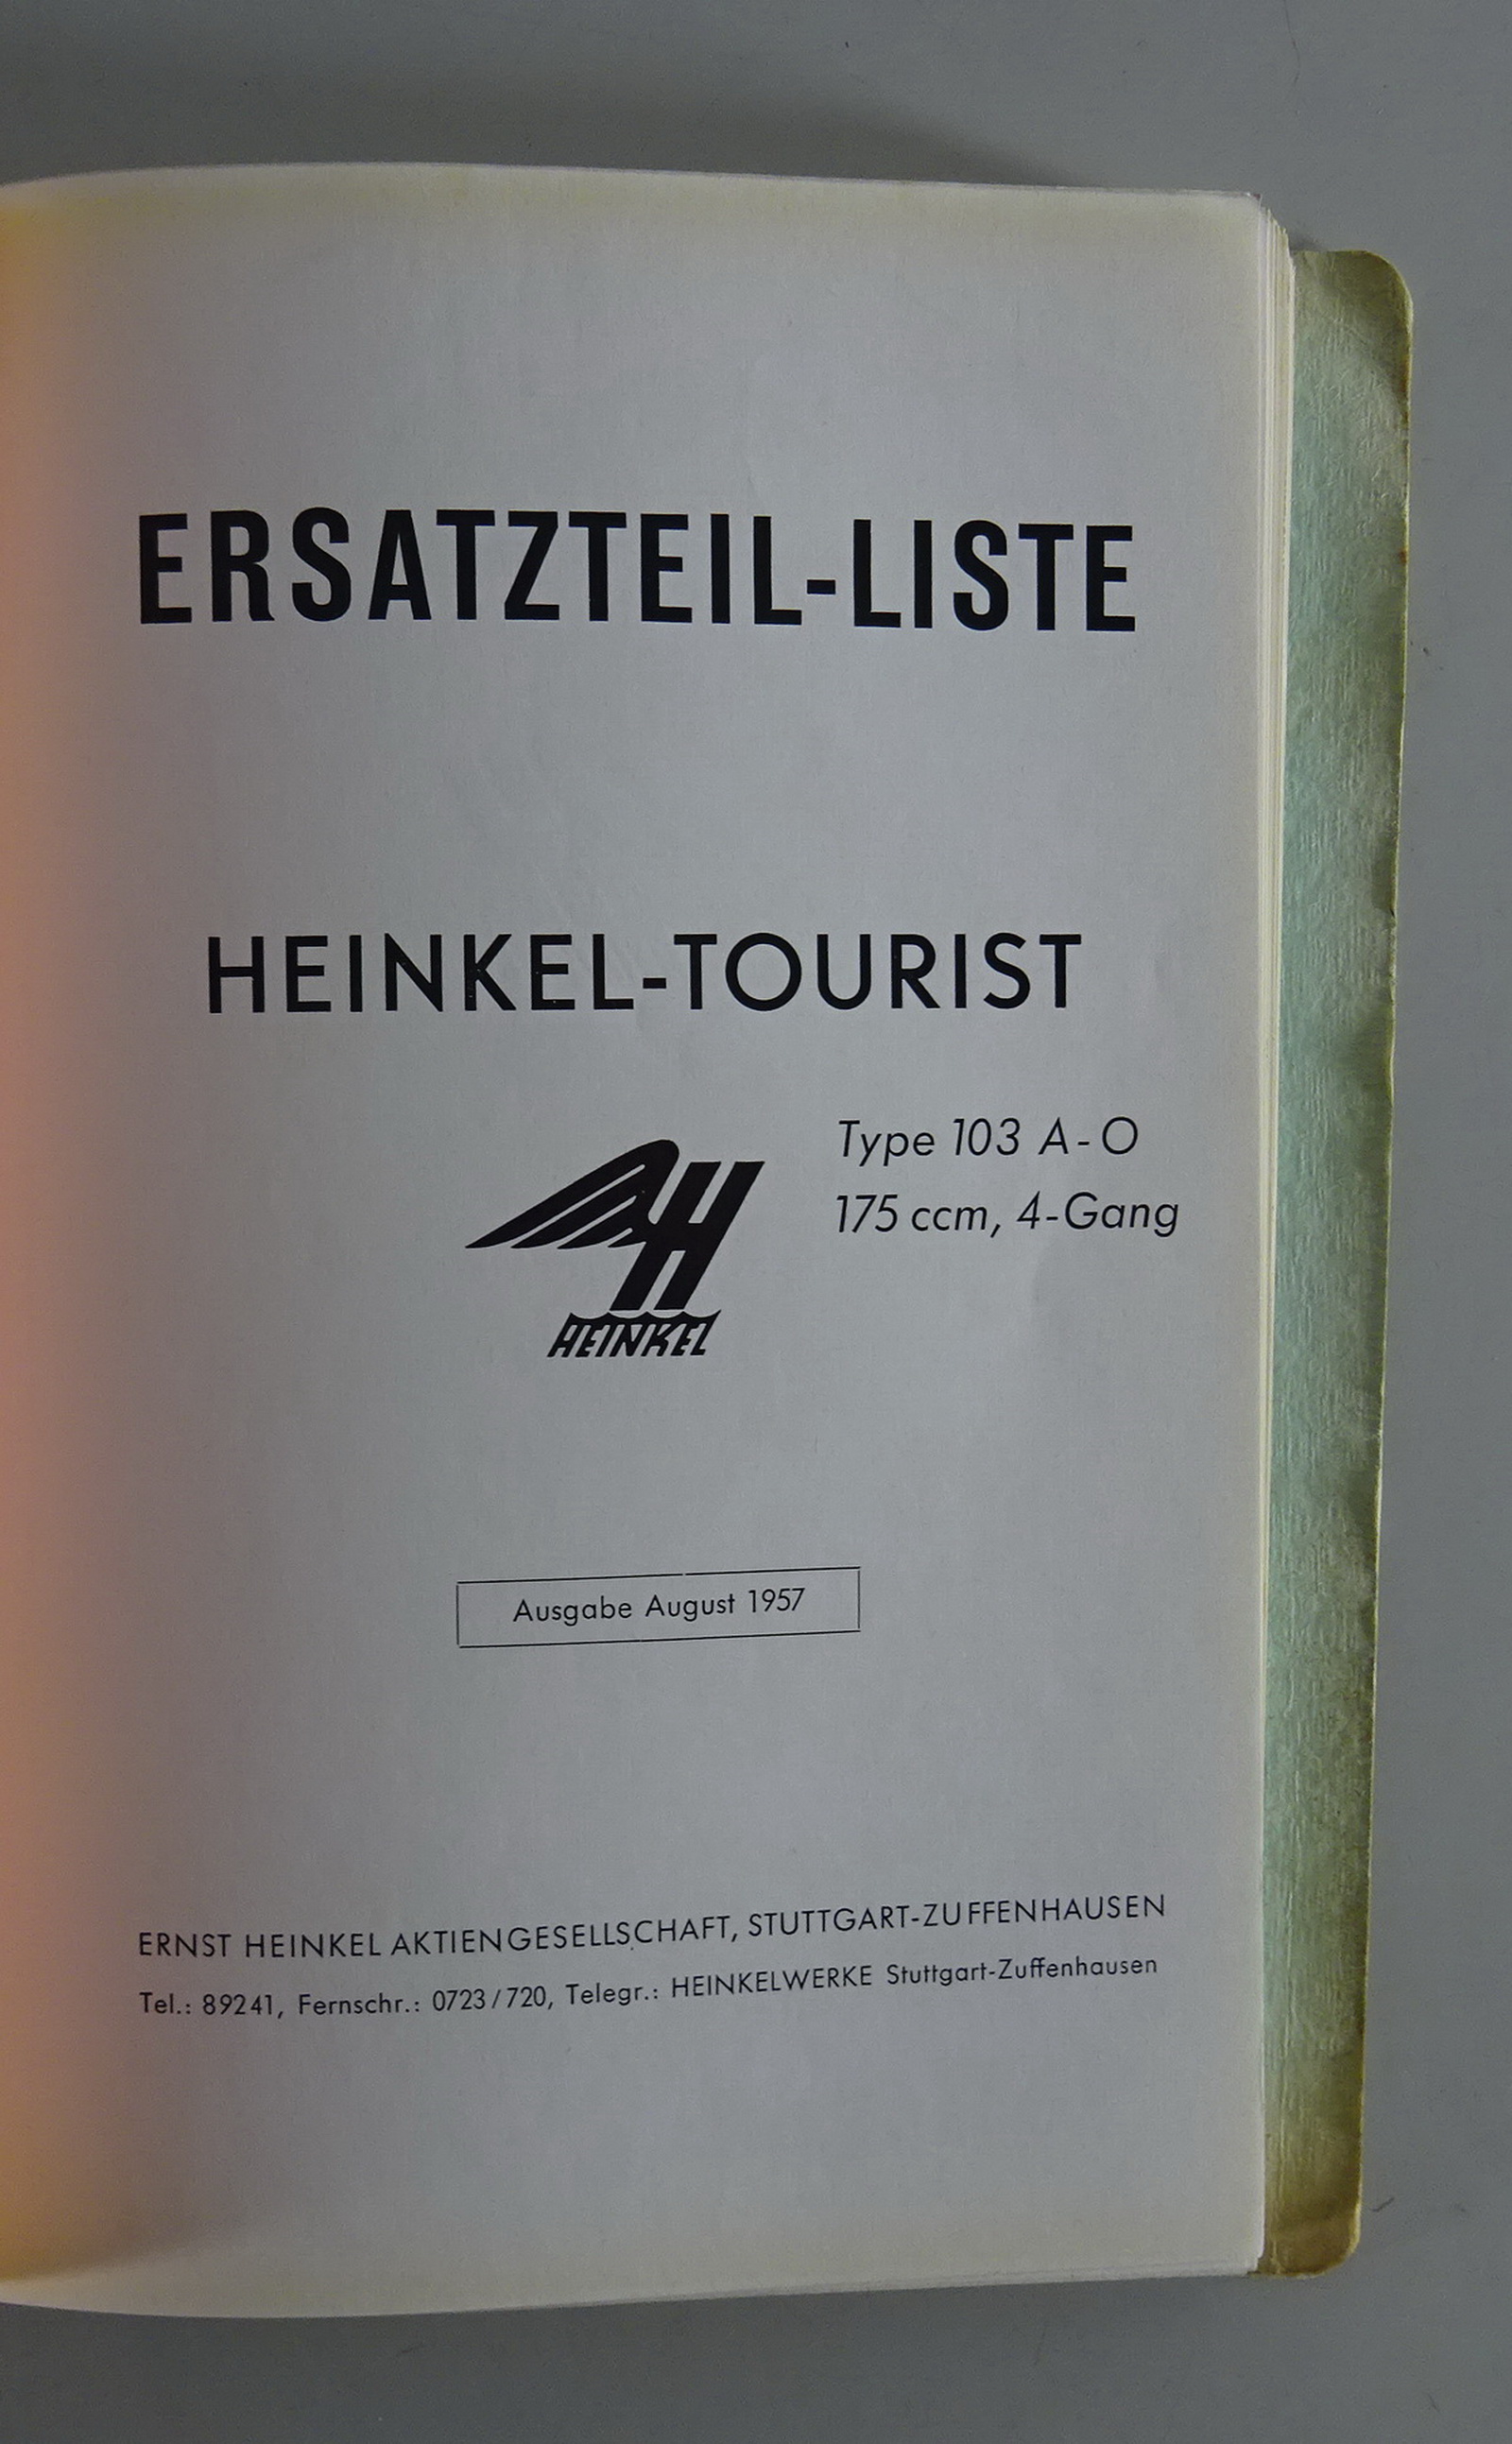 ERSATZTEIL-LISTE
HEINKEL-TOURIST
Type 103 A-O
175 ccm, 4-Gang
HEINKEL
Ausgabe August 1957
ERNST HEINKEL AKTIENGESELLSCHAFT, STUTTGART-ZUFFENHAUSEN
Tel.: 89241, Fernschr.: 0723/720, Telegr.: HEINKELWERKE Stuttgart-Zuffenhausen